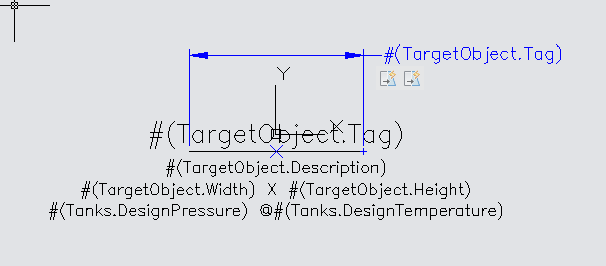 #(TargetObject.Tag)
Y
X
#(TargetObject.Tag)
#(TargetObject.Description)
#(TargetObject.Width) X #(TargetObject.Height)
#(Tanks.DesignPressure) @#(Tanks.DesignTemperature)